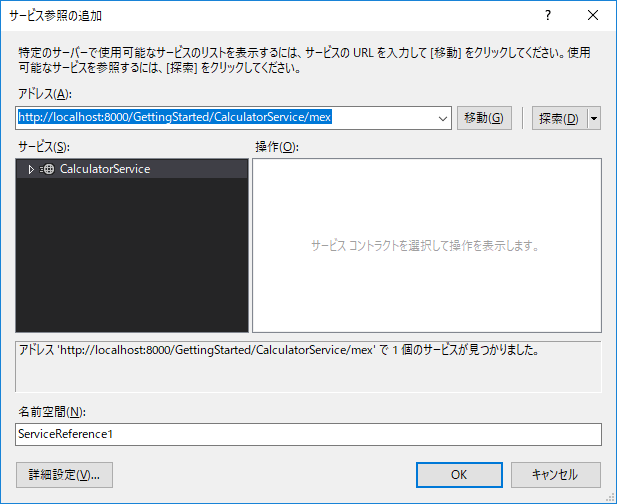 サービス参照の追加
特定のサーバーで使用可能なサービスのリストを表示するには、サービスの URL を入力して [移動] をクリックしてください。使用
可能なサービスを参照するには、[探索] をクリックしてください。
アドレス(A):
http://localhost:8000/GettingStarted/CalculatorService/mex
移動(G)
探索(D)
サービス(S):
操作(O):
CalculatorService
サービス コントラクトを選択して操作を表示します。
アドレス 'http://localhost:8000/GettingStarted/CalculatorService/mex' で 1 個のサービスが見つかりました。
名前空間(N):
ServiceReference1
詳細設定(V)...
OK
キャンセル